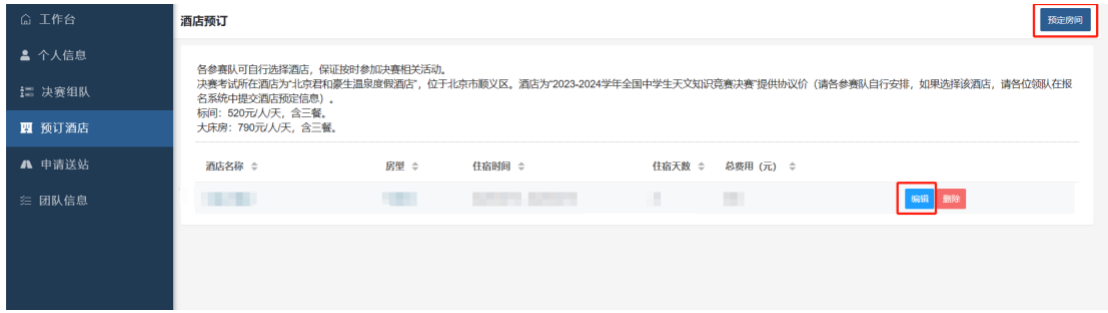 工作台
个人信息
决赛组队
预订酒店
申请送站
团队信息
酒店预订
预定房间
各参赛队可自行选择酒店，保证按时参加决赛相关活动。
决赛考试所在酒店为“北京君和豪生温泉度假酒店”，位于北京市顺义区。酒店为“2023-2024学年全国中学生天文知识竞赛决赛”提供协议价（请各参赛队自行安排，如果选择该酒店，请各位领队在报
名系统中提交酒店预定信息）。
标间：520元/人/天，含三餐。
大床房：790元/人/天，含三餐。
酒店名称 房型 住宿时间 住宿天数 总费用（元）
编辑 删除